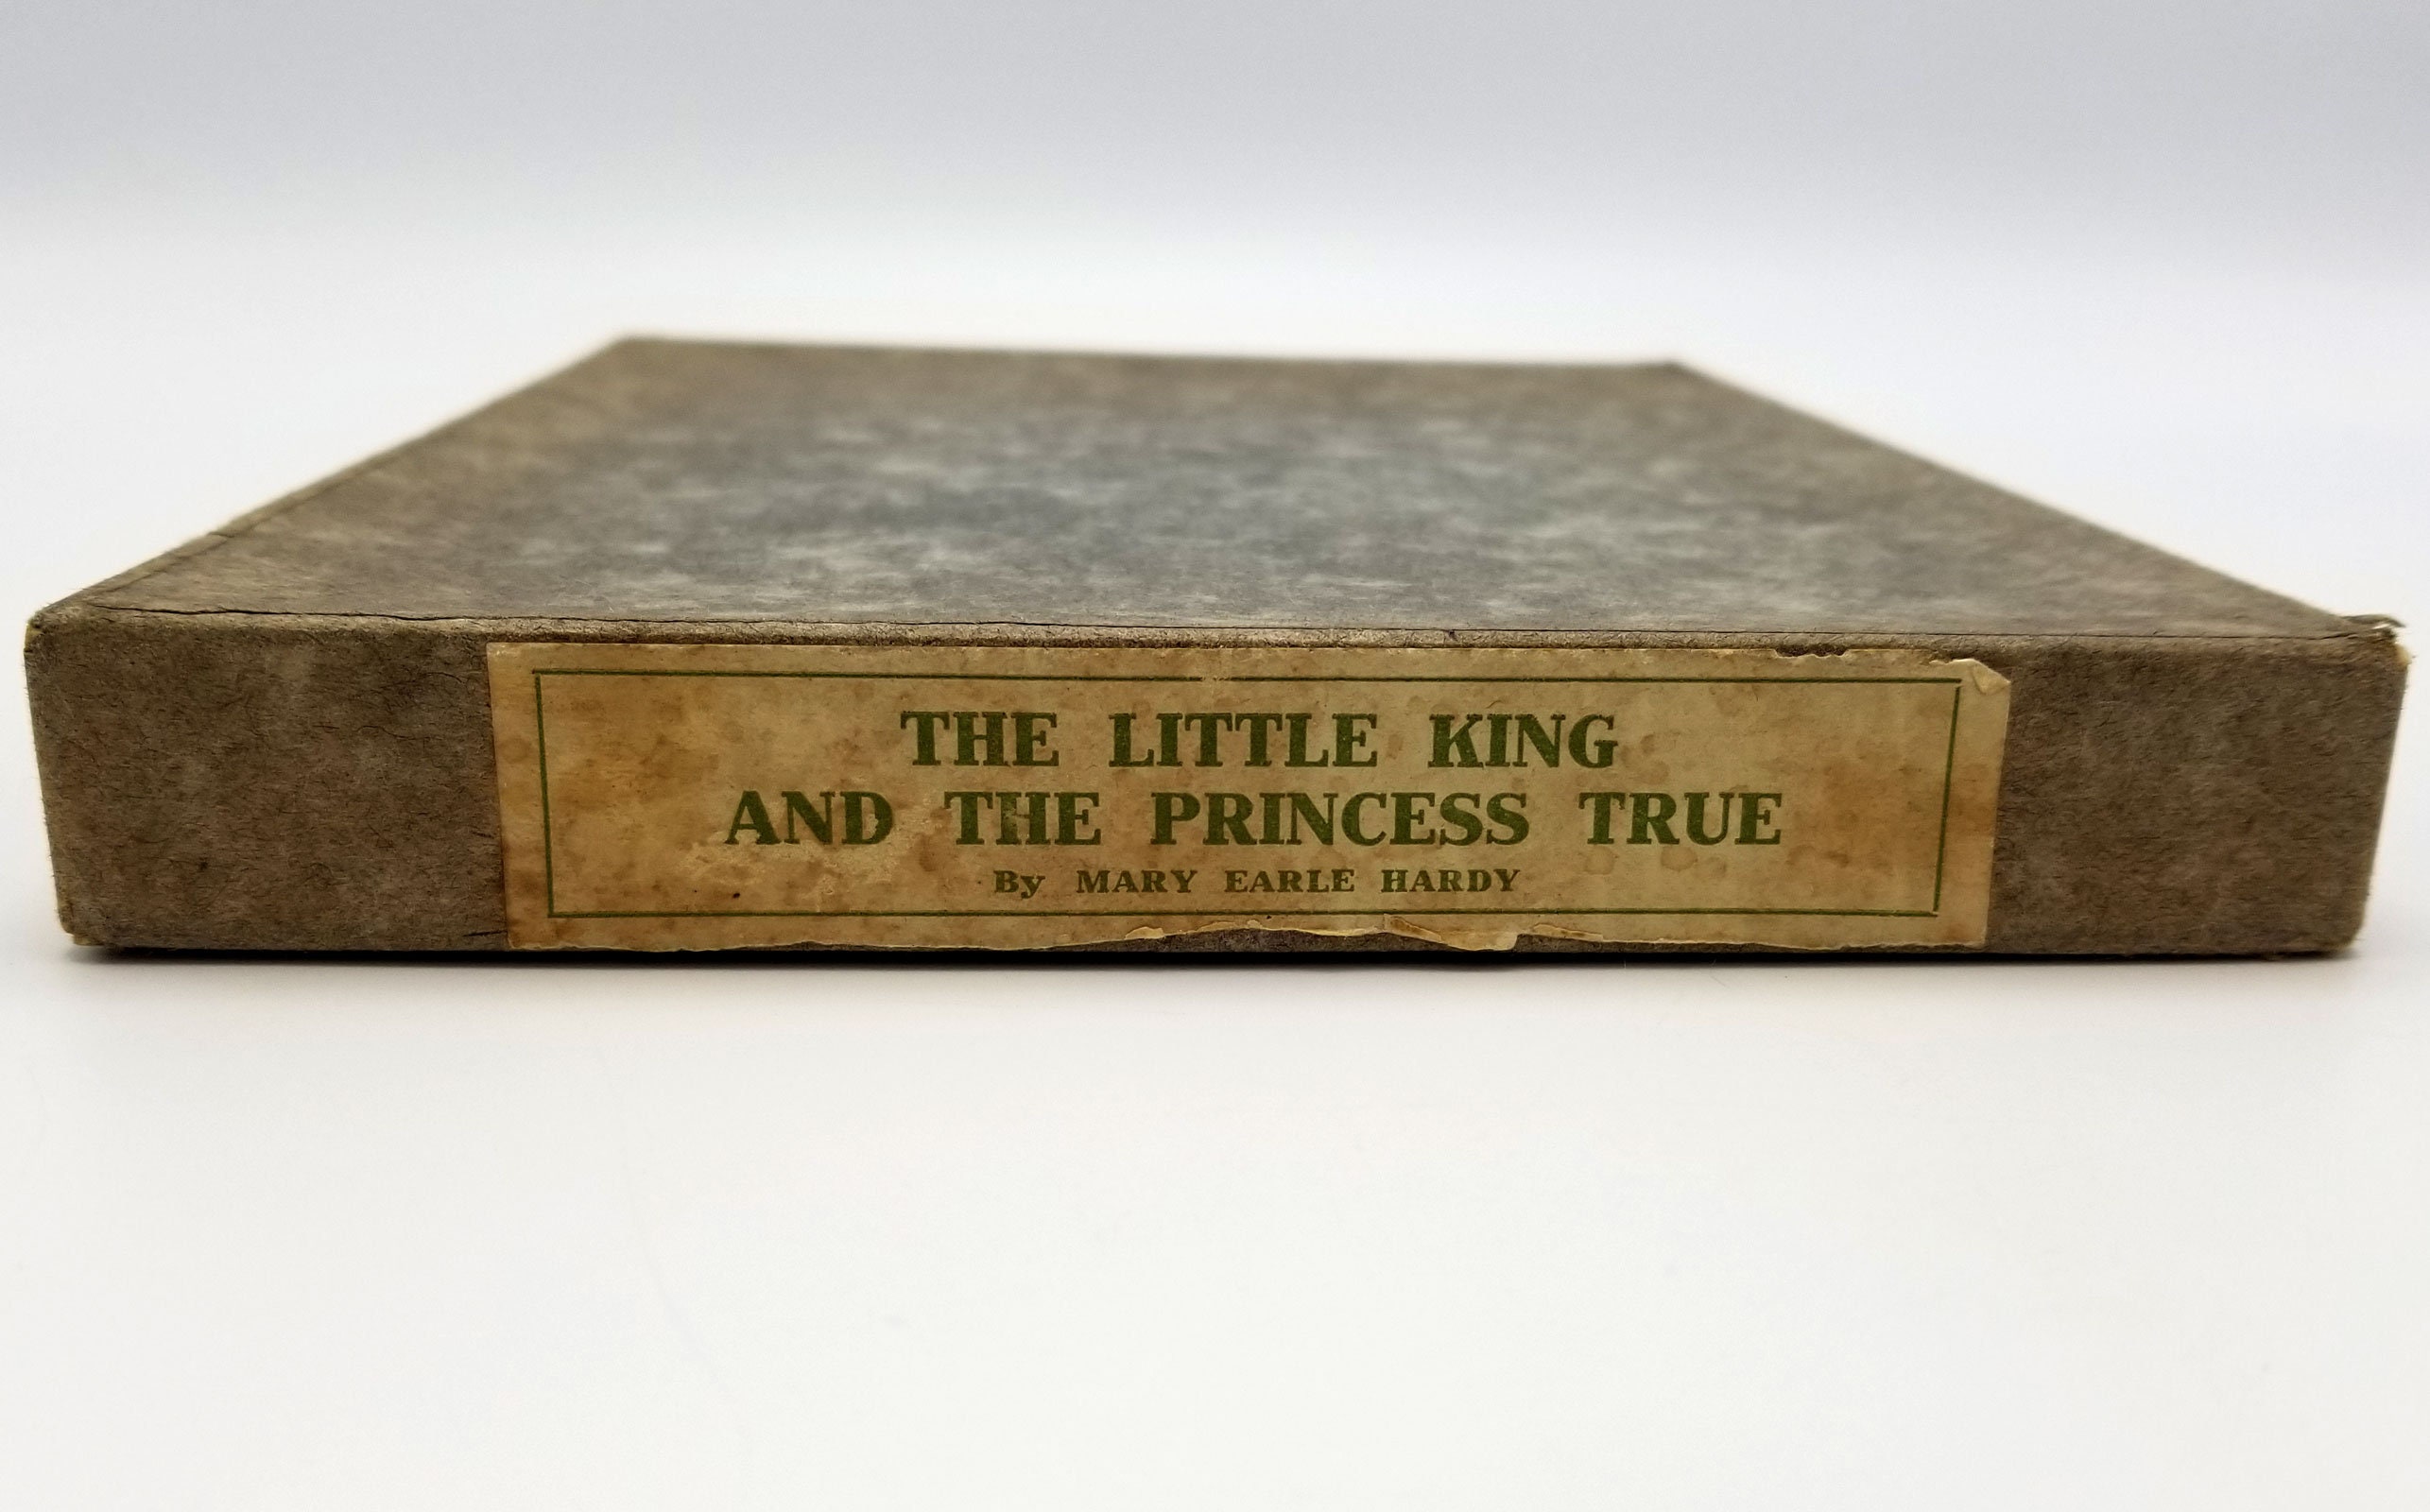 THE LITTLE KING
AND THE PRINCESS TRUE
By MARY EARLE HARDY